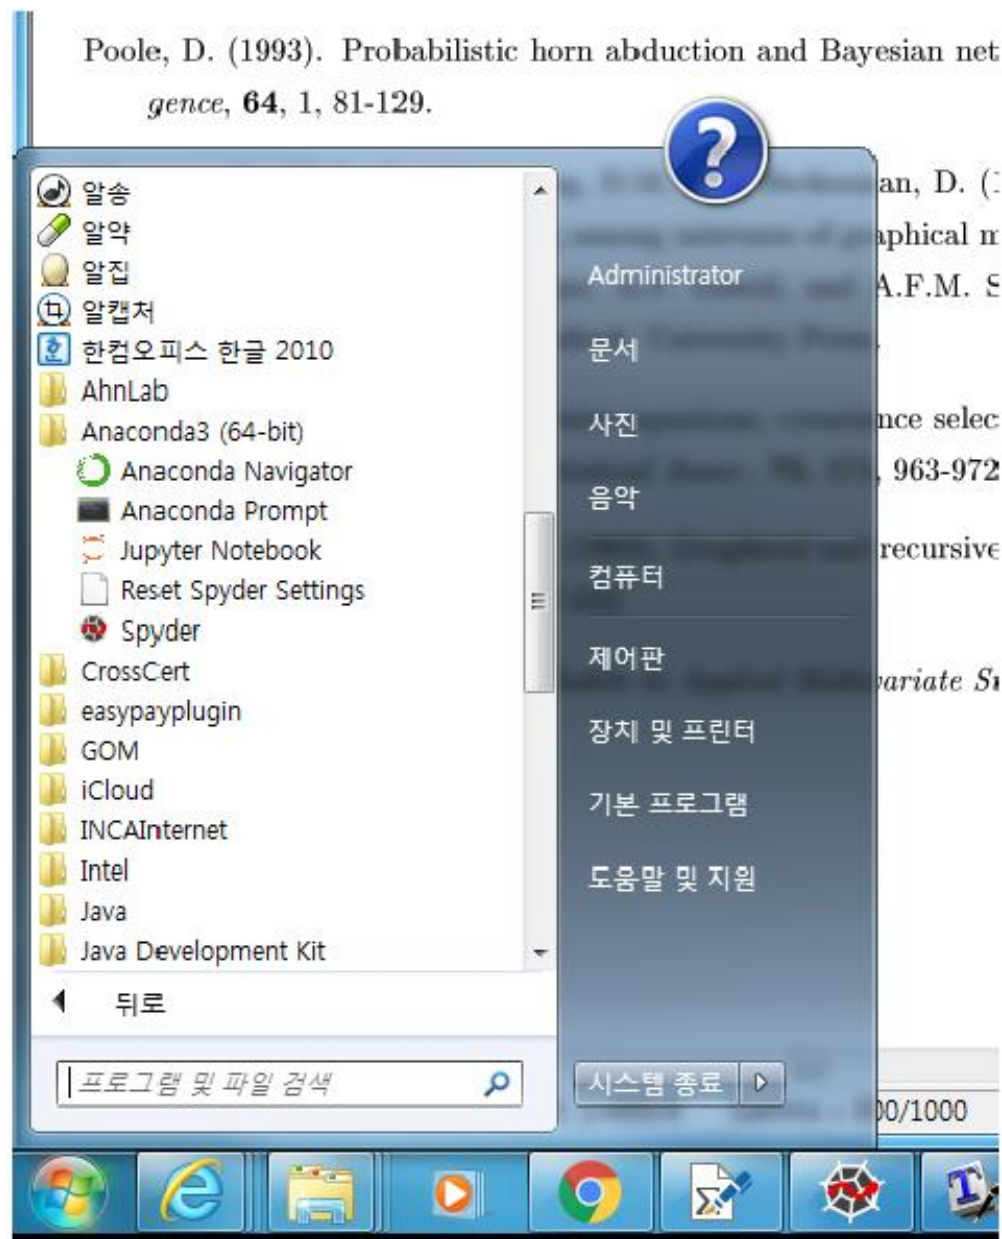 Poole, D. (1993). Probabilistic horn abduction and Bayesian net
gence, 64, 1, 81-129.
an, D. (
aphical m
A.F.M. S
nce selec
, 963-972
recursive
variate S
알송
알약
알집
알캡처
한컴오피스 한글 2010
AhnLab
Anaconda3 (64-bit)
Anaconda Navigator
Anaconda Prompt
Jupyter Notebook
Reset Spyder Settings
Spyder
CrossCert
easypayplugin
GOM
iCloud
INCAInternet
Intel
Java
Java Development Kit
뒤로
프로그램 및 파일 검색
Administrator
문서
사진
음악
컴퓨터
제어판
장치 및 프린터
기본 프로그램
도움말 및 지원
시스템 종료
00/1000